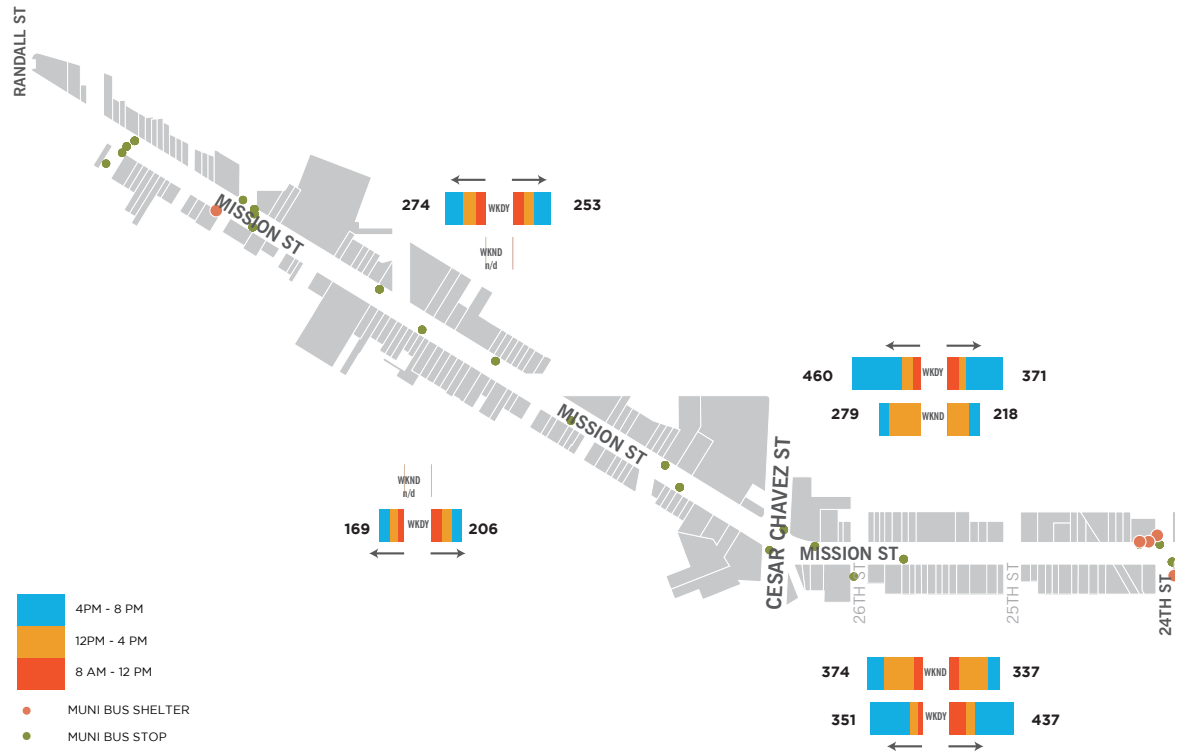 RANDALL ST
274 WKDY 253
WKND
n/d
MISSION ST
460 WKDY 371
279 WKND 218
MISSION ST
CESAR CHAVEZ ST
WKND
n/d
169 WKDY 206
MISSION ST
26TH ST
25TH ST
24TH ST
4PM - 8 PM
12PM - 4 PM
8 AM - 12 PM
MUNI BUS SHELTER
MUNI BUS STOP
374 WKND 337
351 WKDY 437